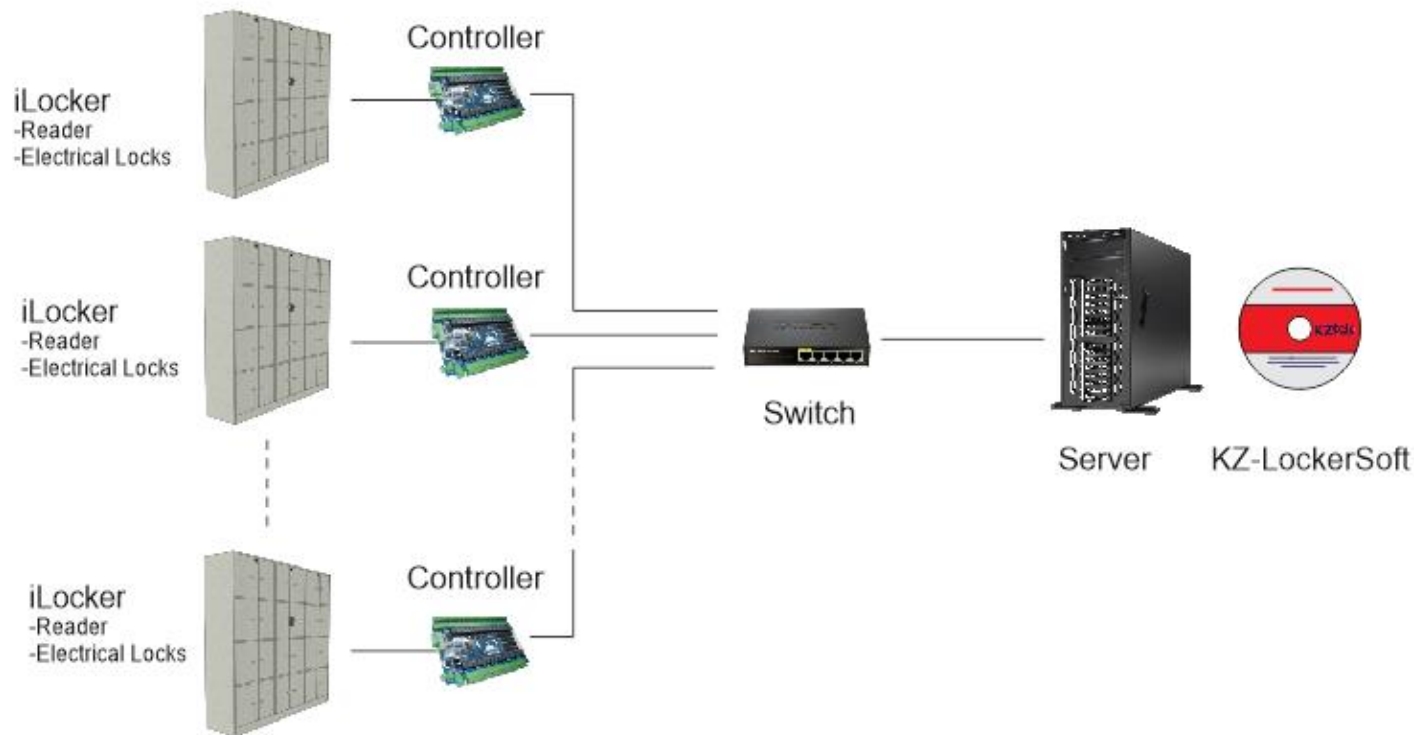 Controller
iLocker
-Reader
-Electrical Locks
Controller
iLocker
-Reader
-Electrical Locks
Switch
Server
KZ-LockerSoft
KZtek
Controller
iLocker
-Reader
-Electrical Locks